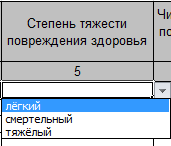 Степень тяжести
повреждения здоровья
5
лёгкий
смертельный
тяжёлый